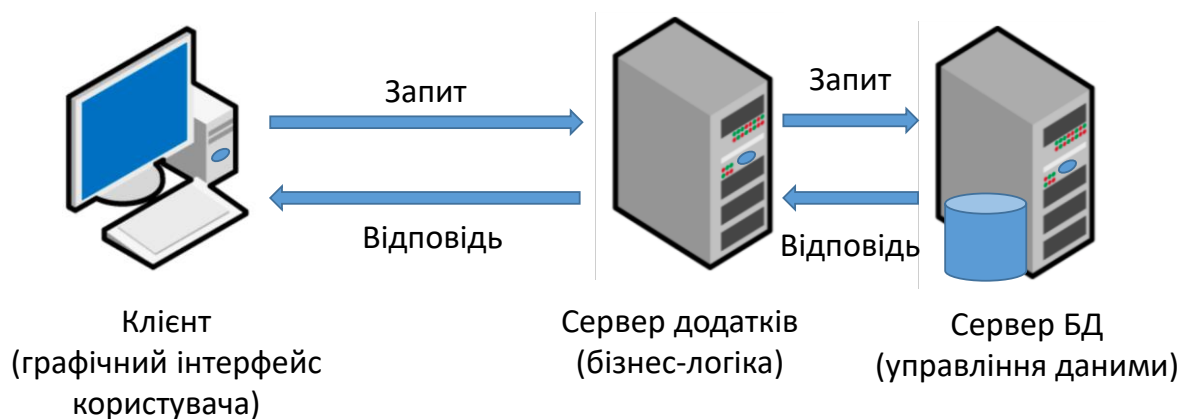 Запит
Запит
Відповідь
Відповідь
Клієнт
(графічний інтерфейс
користувача)
Сервер додатків
(бізнес-логіка)
Сервер БД
(управління даними)